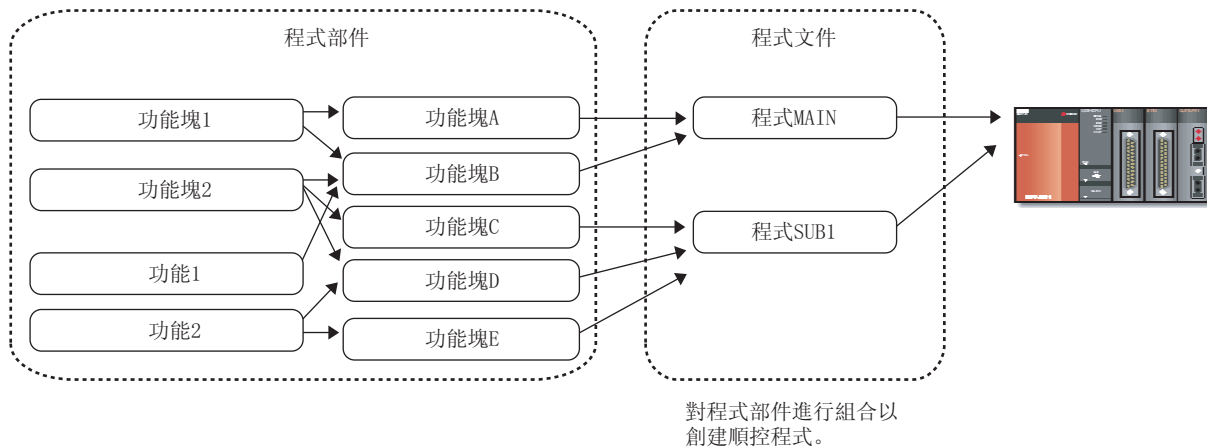 程式部件
程式文件
功能塊1
功能塊A
程式MAIN
功能塊B
功能塊2
功能塊C
程式SUB1
功能1
功能塊D
功能2
功能塊E
對程式部件進行組合以
創建順控程式。